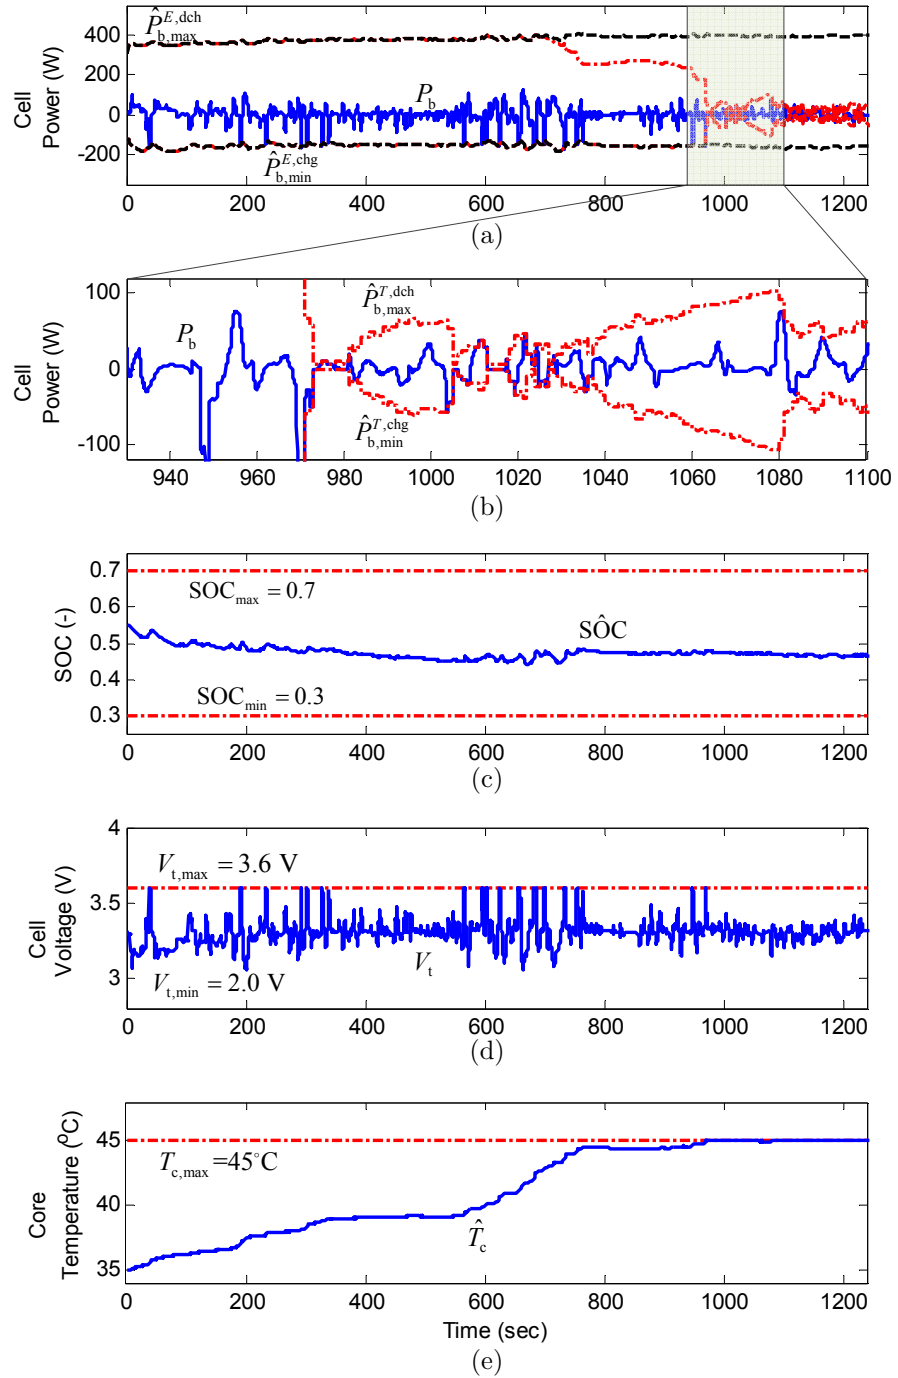 P̂_b,max^E,dch
400
200
0
-200
Cell
Power (W)
P_b
P̂_b,min^E,chg
0 200 400 600 800 1000 1200
(a)
100
0
-100
Cell
Power (W)
P_b
P̂_b,max^T,dch
P̂_b,min^T,chg
940 960 980 1000 1020 1040 1060 1080 1100
(b)
0.7
0.6
0.5
0.4
0.3
SOC (-)
SOC_max = 0.7
SÔC
SOC_min = 0.3
0 200 400 600 800 1000 1200
(c)
4
3.5
3
Cell
Voltage (V)
V_t,max = 3.6 V
V_t
V_t,min = 2.0 V
0 200 400 600 800 1000 1200
(d)
45
40
35
Core
Temperature (°C)
T_c,max =45°C
T̂_c
0 200 400 600 800 1000 1200
Time (sec)
(e)